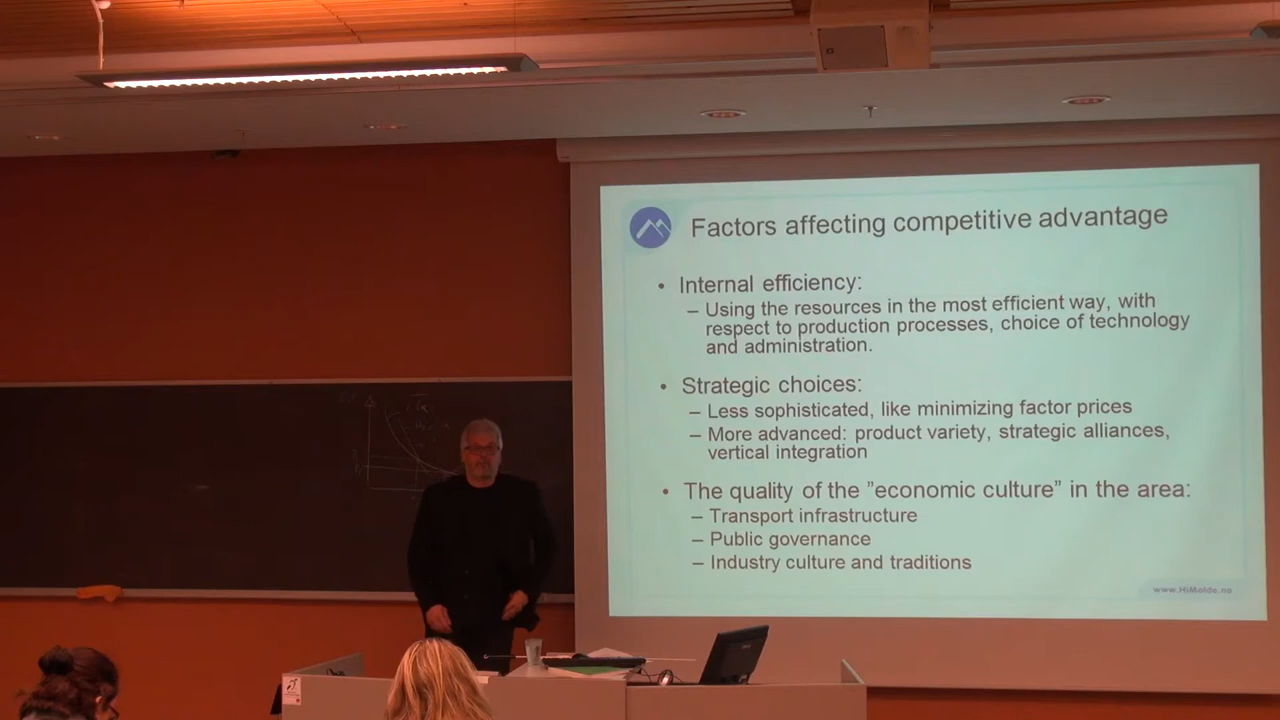 Factors affecting competitive advantage
• Internal efficiency:
– Using the resources in the most efficient way, with
respect to production processes, choice of technology
and administration.
• Strategic choices:
– Less sophisticated, like minimizing factor prices
– More advanced: product variety, strategic alliances,
vertical integration
• The quality of the ”economic culture” in the area:
– Transport infrastructure
– Public governance
– Industry culture and traditions
www.HiMolde.no